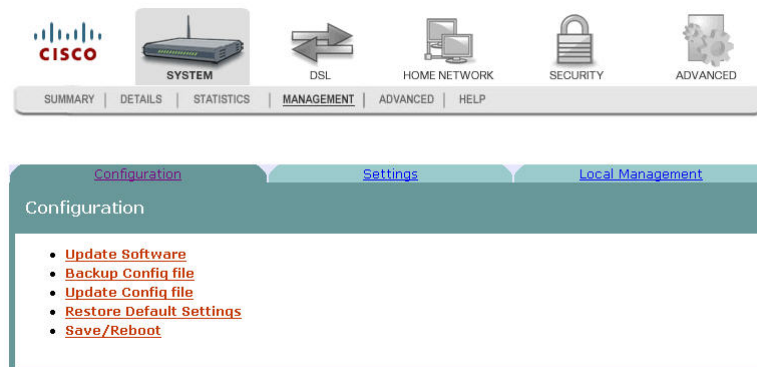 CISCO
SYSTEM DSL HOME NETWORK SECURITY ADVANCED
SUMMARY | DETAILS | STATISTICS | MANAGEMENT | ADVANCED | HELP
Configuration Settings Local Management
Configuration
• Update Software
• Backup Config file
• Update Config file
• Restore Default Settings
• Save/Reboot